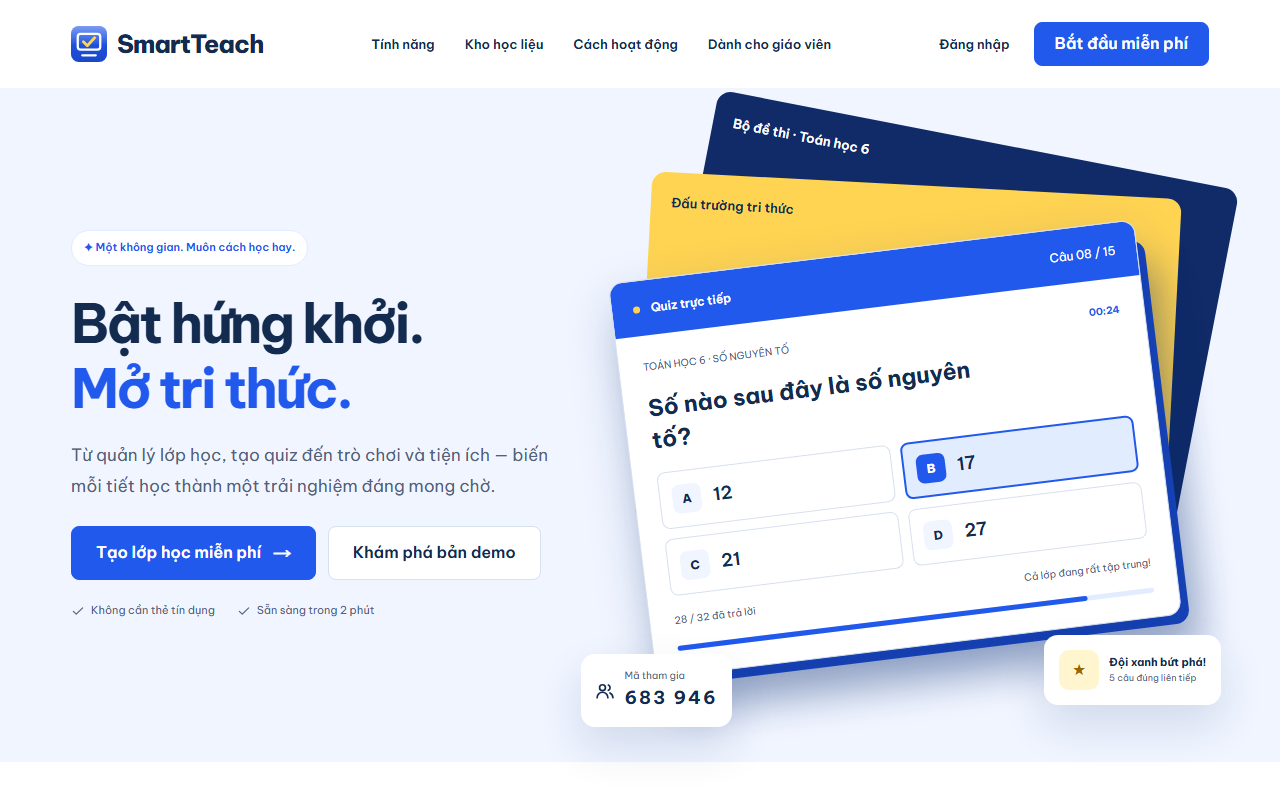 SmartTeach
Tính năng
Kho học liệu
Cách hoạt động
Dành cho giáo viên
Đăng nhập
Bắt đầu miễn phí
✦ Một không gian. Muôn cách học hay.
Bật hứng khởi.
Mở tri thức.
Từ quản lý lớp học, tạo quiz đến trò chơi và tiện ích — biến
mỗi tiết học thành một trải nghiệm đáng mong chờ.
Tạo lớp học miễn phí →
Khám phá bản demo
Không cần thẻ tín dụng
Sẵn sàng trong 2 phút
Bộ đề thi · Toán học 6
Đấu trường tri thức
Quiz trực tiếp
Câu 08 / 15
00:24
TOÁN HỌC 6 · SỐ NGUYÊN TỐ
Số nào sau đây là số nguyên
tố?
A 12
B 17
C 21
D 27
28 / 32 đã trả lời
Cả lớp đang rất tập trung!
Mã tham gia
683 946
Đội xanh bứt phá!
5 câu đúng liên tiếp